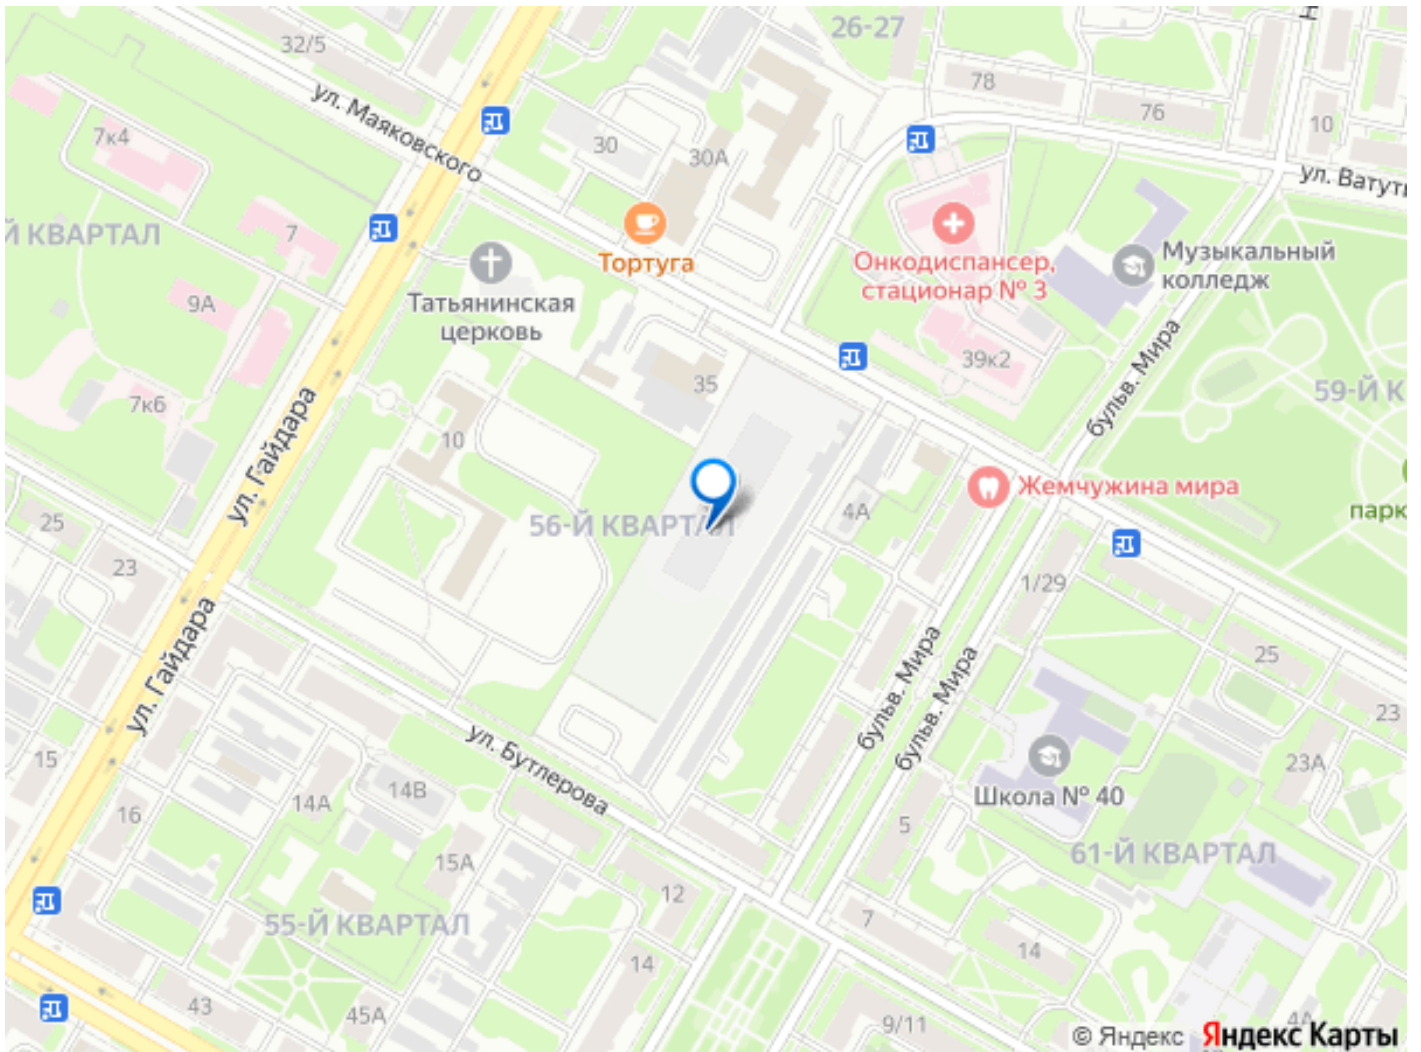 32/5
26-27
78
76
10
ул. Маяковского
7к4
30
30А
ул. Ватути
Й КВАРТАЛ
7
Тортуга
Онкодиспансер,
стационар № 3
Музыкальный
колледж
9А
Татьянинская
церковь
39к2
бульв. Мира
35
59-Й К
7к6
10
ул. Гайдара
Жемчужина мира
парк
25
56-Й КВАРТАЛ
4А
23
1/29
ул. Гайдара
бульв. Мира
бульв. Мира
25
23
15
ул. Бутлерова
23А
14А
14В
Школа № 40
16
5
15А
61-Й КВАРТАЛ
12
55-Й КВАРТАЛ
7
14
14
43
45А
9/11
4А
© Яндекс Яндекс Карты